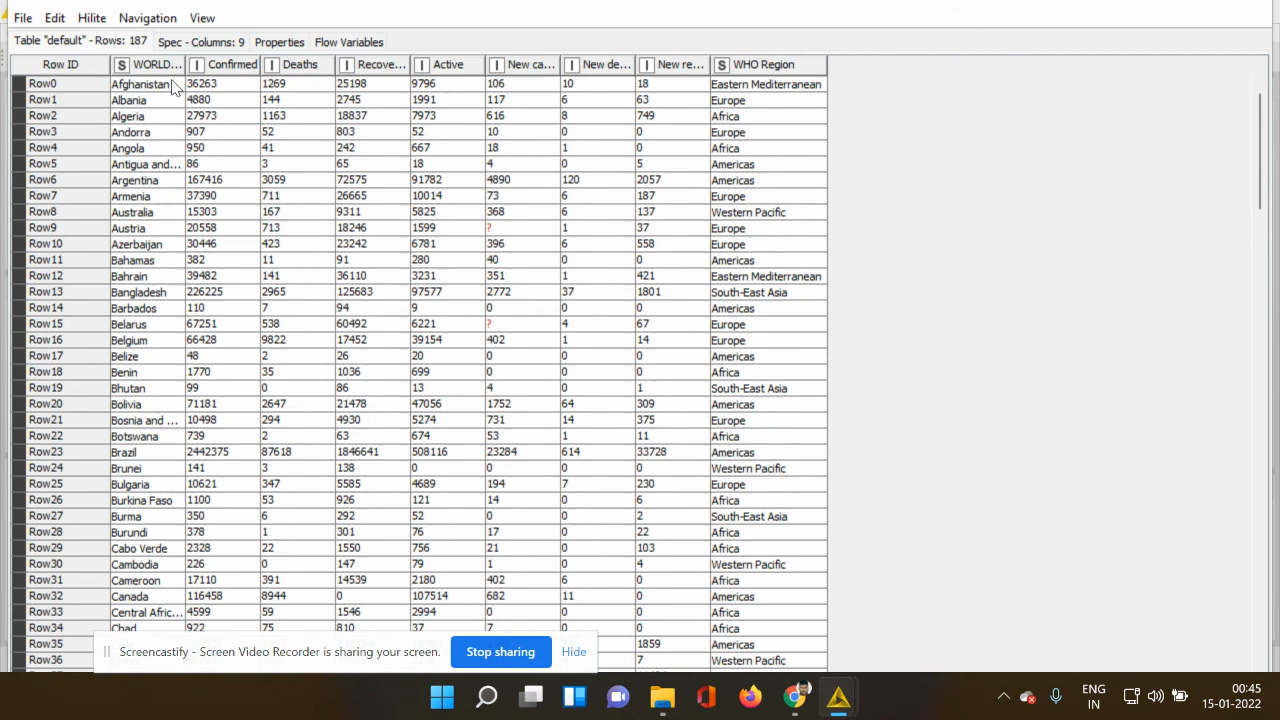 File Edit Hilite Navigation View
Table "default" - Rows: 187 Spec - Columns: 9 Properties Flow Variables
Row ID S WORLD... I Confirmed I Deaths I Recove... I Active I New ca... I New de... I New re... S WHO Region
Row0 Afghanistan 36263 1269 25198 9796 106 10 18 Eastern Mediterranean
Row1 Albania 4880 144 2745 1991 117 6 63 Europe
Row2 Algeria 27973 1163 18837 7973 616 8 749 Africa
Row3 Andorra 907 52 803 52 10 0 0 Europe
Row4 Angola 950 41 242 667 18 1 0 Africa
Row5 Antigua and... 86 3 65 18 4 0 5 Americas
Row6 Argentina 167416 3059 72575 91782 4890 120 2057 Americas
Row7 Armenia 37390 711 26665 10014 73 6 187 Europe
Row8 Australia 15303 167 9311 5825 368 6 137 Western Pacific
Row9 Austria 20558 713 18246 1599 ? 1 37 Europe
Row10 Azerbaijan 30446 423 23242 6781 396 6 558 Europe
Row11 Bahamas 382 11 91 280 40 0 0 Americas
Row12 Bahrain 39482 141 36110 3231 351 1 421 Eastern Mediterranean
Row13 Bangladesh 226225 2965 125683 97577 2772 37 1801 South-East Asia
Row14 Barbados 110 7 94 9 0 0 0 Americas
Row15 Belarus 67251 538 60492 6221 ? 4 67 Europe
Row16 Belgium 66428 9822 17452 39154 402 1 14 Europe
Row17 Belize 48 2 26 20 0 0 0 Americas
Row18 Benin 1770 35 1036 699 0 0 0 Africa
Row19 Bhutan 99 0 86 13 4 0 1 South-East Asia
Row20 Bolivia 71181 2647 21478 47056 1752 64 309 Americas
Row21 Bosnia and ... 10498 294 4930 5274 731 14 375 Europe
Row22 Botswana 739 2 63 674 53 1 11 Africa
Row23 Brazil 2442375 87618 1846641 508116 23284 614 33728 Americas
Row24 Brunei 141 3 138 0 0 0 0 Western Pacific
Row25 Bulgaria 10621 347 5585 4689 194 7 230 Europe
Row26 Burkina Faso 1100 53 926 121 14 0 6 Africa
Row27 Burma 350 6 292 52 0 0 2 South-East Asia
Row28 Burundi 378 1 301 76 17 0 22 Africa
Row29 Cabo Verde 2328 22 1550 756 21 0 103 Africa
Row30 Cambodia 226 0 147 79 1 0 4 Western Pacific
Row31 Cameroon 17110 391 14539 2180 402 6 0 Africa
Row32 Canada 116458 8944 0 107514 682 11 0 Americas
Row33 Central Afric... 4599 59 1546 2994 0 0 0 Africa
Row34 Chad 922 75 810 37 7 0 0 Africa
Row35 1859 Americas
Row36 7 Western Pacific
Screencastify - Screen Video Recorder is sharing your screen. Stop sharing Hide
ENG
IN
00:45
15-01-2022